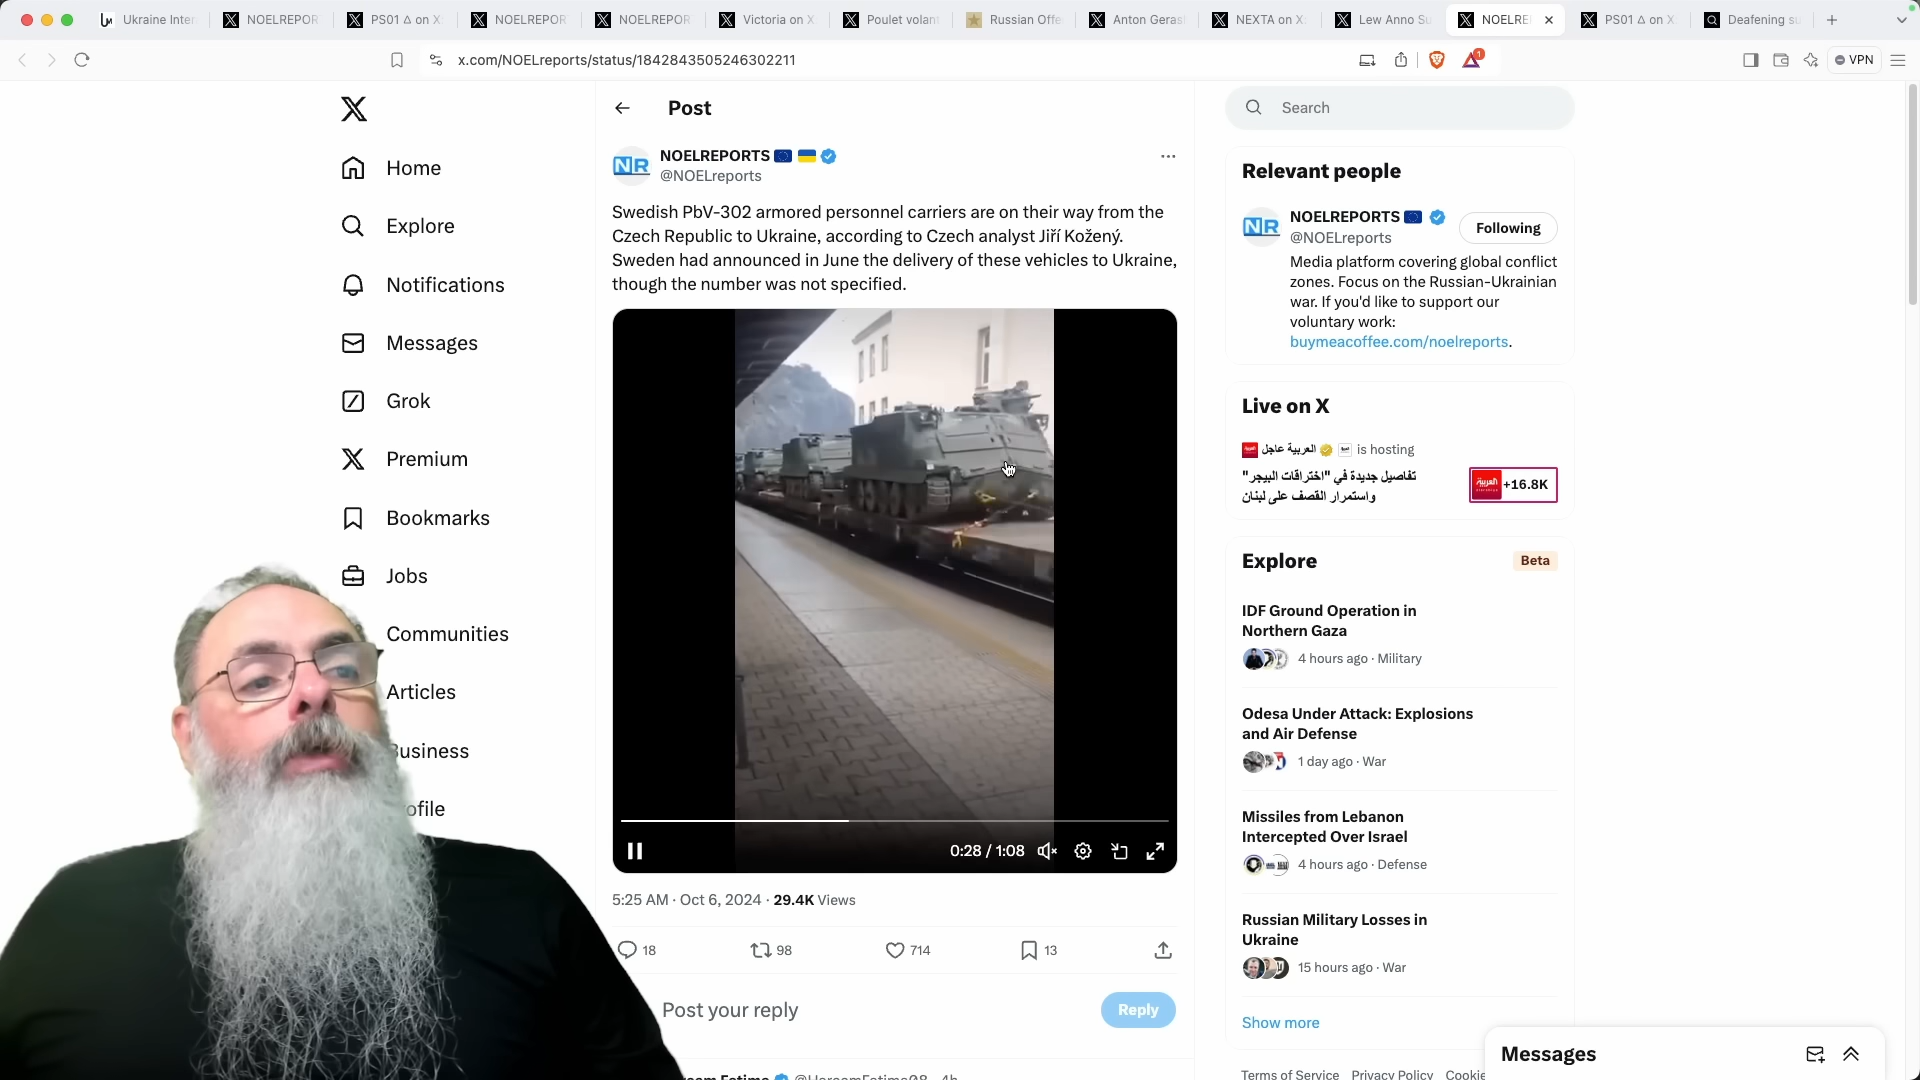 Ukraine Inter
NOELREPOR
PS01 Δ on X
NOELREPOR
NOELREPOR
Victoria on X
Poulet volant
Russian Offe
Anton Geras
NEXTA on X
Lew Anno Su
NOELRE
PS01 Δ on X
Deafening su
x.com/NOELreports/status/1842843505246302211
1
VPN
Post
Search
Home
Explore
Notifications
Messages
Grok
Premium
Bookmarks
Jobs
Communities
Articles
Business
ofile
NR
NOELREPORTS
@NOELreports
Swedish PbV-302 armored personnel carriers are on their way from the
Czech Republic to Ukraine, according to Czech analyst Jiří Kožený.
Sweden had announced in June the delivery of these vehicles to Ukraine,
though the number was not specified.
0:28 / 1:08
5:25 AM · Oct 6, 2024 · 29.4K Views
18
98
714
13
Post your reply
Reply
@HareemFatima08 · 4h
Relevant people
NR
NOELREPORTS
@NOELreports
Following
Media platform covering global conflict
zones. Focus on the Russian-Ukrainian
war. If you'd like to support our
voluntary work:
buymeacoffee.com/noelreports.
Live on X
العربية عاجل is hosting
تفاصيل جديدة في "اختراقات البيجر"
واستمرار القصف على لبنان
العربية
+16.8K
Explore
Beta
IDF Ground Operation in
Northern Gaza
4 hours ago · Military
Odesa Under Attack: Explosions
and Air Defense
1 day ago · War
Missiles from Lebanon
Intercepted Over Israel
4 hours ago · Defense
Russian Military Losses in
Ukraine
15 hours ago · War
Show more
Messages
Terms of Service Privacy Policy Cookie